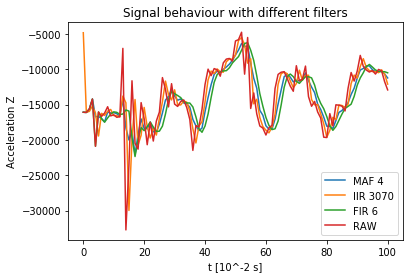 Signal behaviour with different filters
Acceleration Z
−5000
−10000
−15000
−20000
−25000
−30000
MAF 4
IIR 3070
FIR 6
RAW
0
20
40
60
80
100
t [10^-2 s]